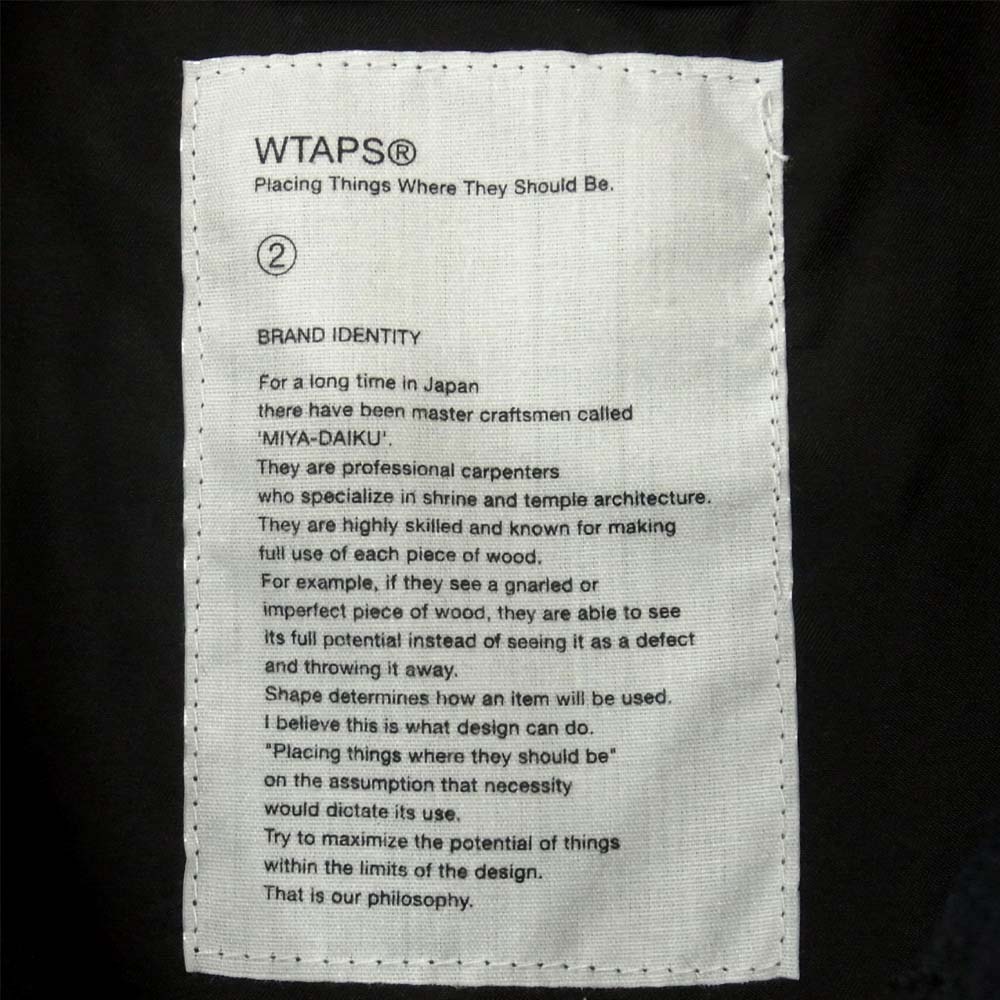 WTAPS®
Placing Things Where They Should Be.
②
BRAND IDENTITY
For a long time in Japan
there have been master craftsmen called
'MIYA-DAIKU'.
They are professional carpenters
who specialize in shrine and temple architecture.
They are highly skilled and known for making
full use of each piece of wood.
For example, if they see a gnarled or
imperfect piece of wood, they are able to see
its full potential instead of seeing it as a defect
and throwing it away.
Shape determines how an item will be used.
I believe this is what design can do.
"Placing things where they should be"
on the assumption that necessity
would dictate its use.
Try to maximize the potential of things
within the limits of the design.
That is our philosophy.